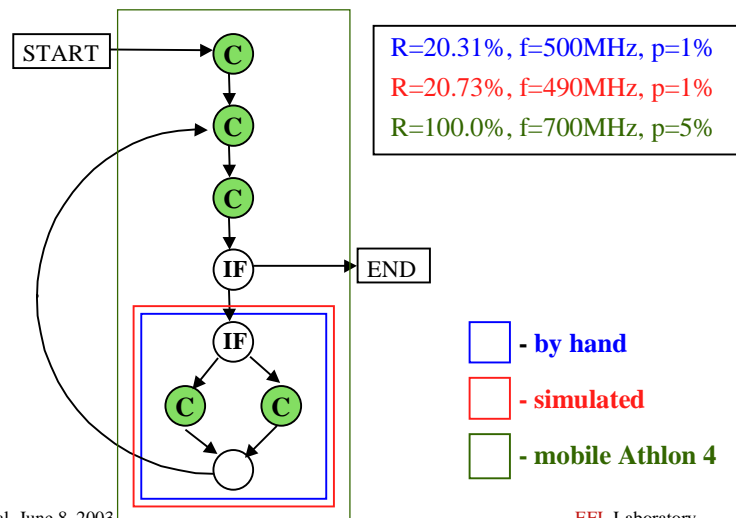 START
C
R=20.31%, f=500MHz, p=1%
R=20.73%, f=490MHz, p=1%
R=100.0%, f=700MHz, p=5%
C
C
IF
END
IF
- by hand
C
C
- simulated
- mobile Athlon 4
June 8, 2003
Laboratory